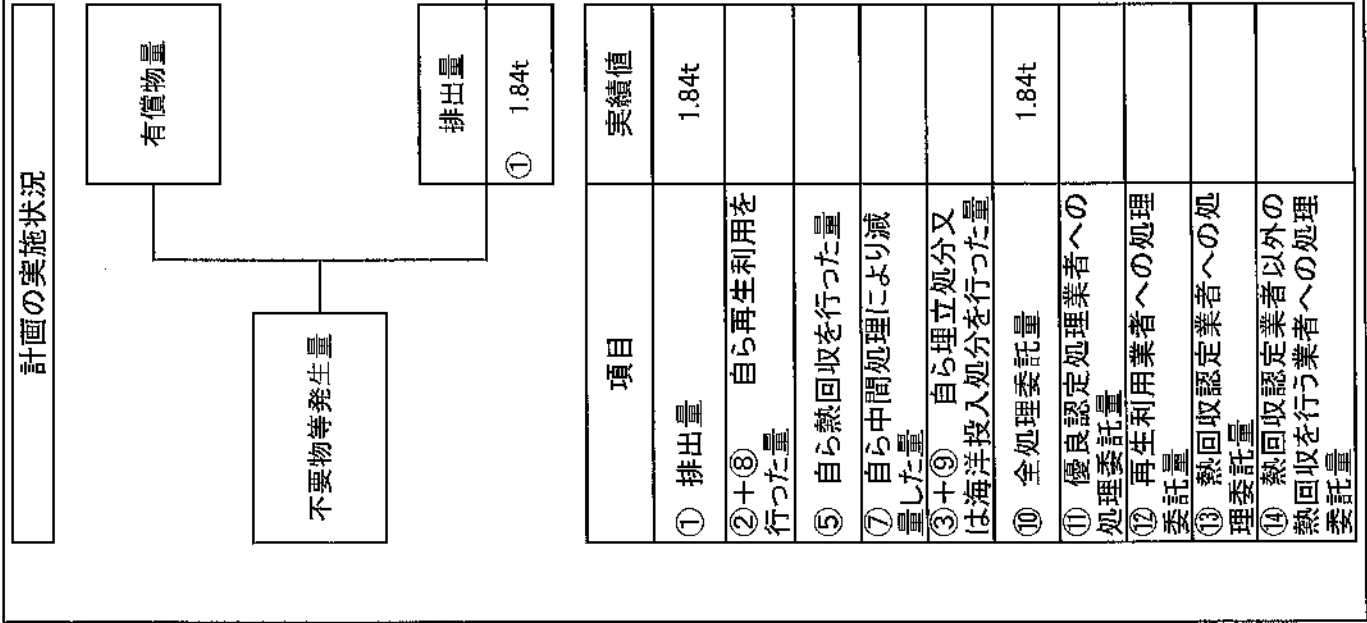 計画の実施状況
有償物量
不要物等発生量
排出量
① 1.84t
項目 実績値
① 排出量 1.84t
②+⑧ 自ら再生利用を
行った量
⑤ 自ら熱回収を行った量
⑦ 自ら中間処理により減
量した量
③+⑨ 自ら埋立処分又
は海洋投入処分を行った量
⑩ 全処理委託量 1.84t
⑪ 優良認定処理業者への
処理委託量
⑫ 再生利用業者への処理
委託量
⑬ 熱回収認定業者への処
理委託量
⑭ 熱回収認定業者以外の
熱回収を行う業者への処理
委託量